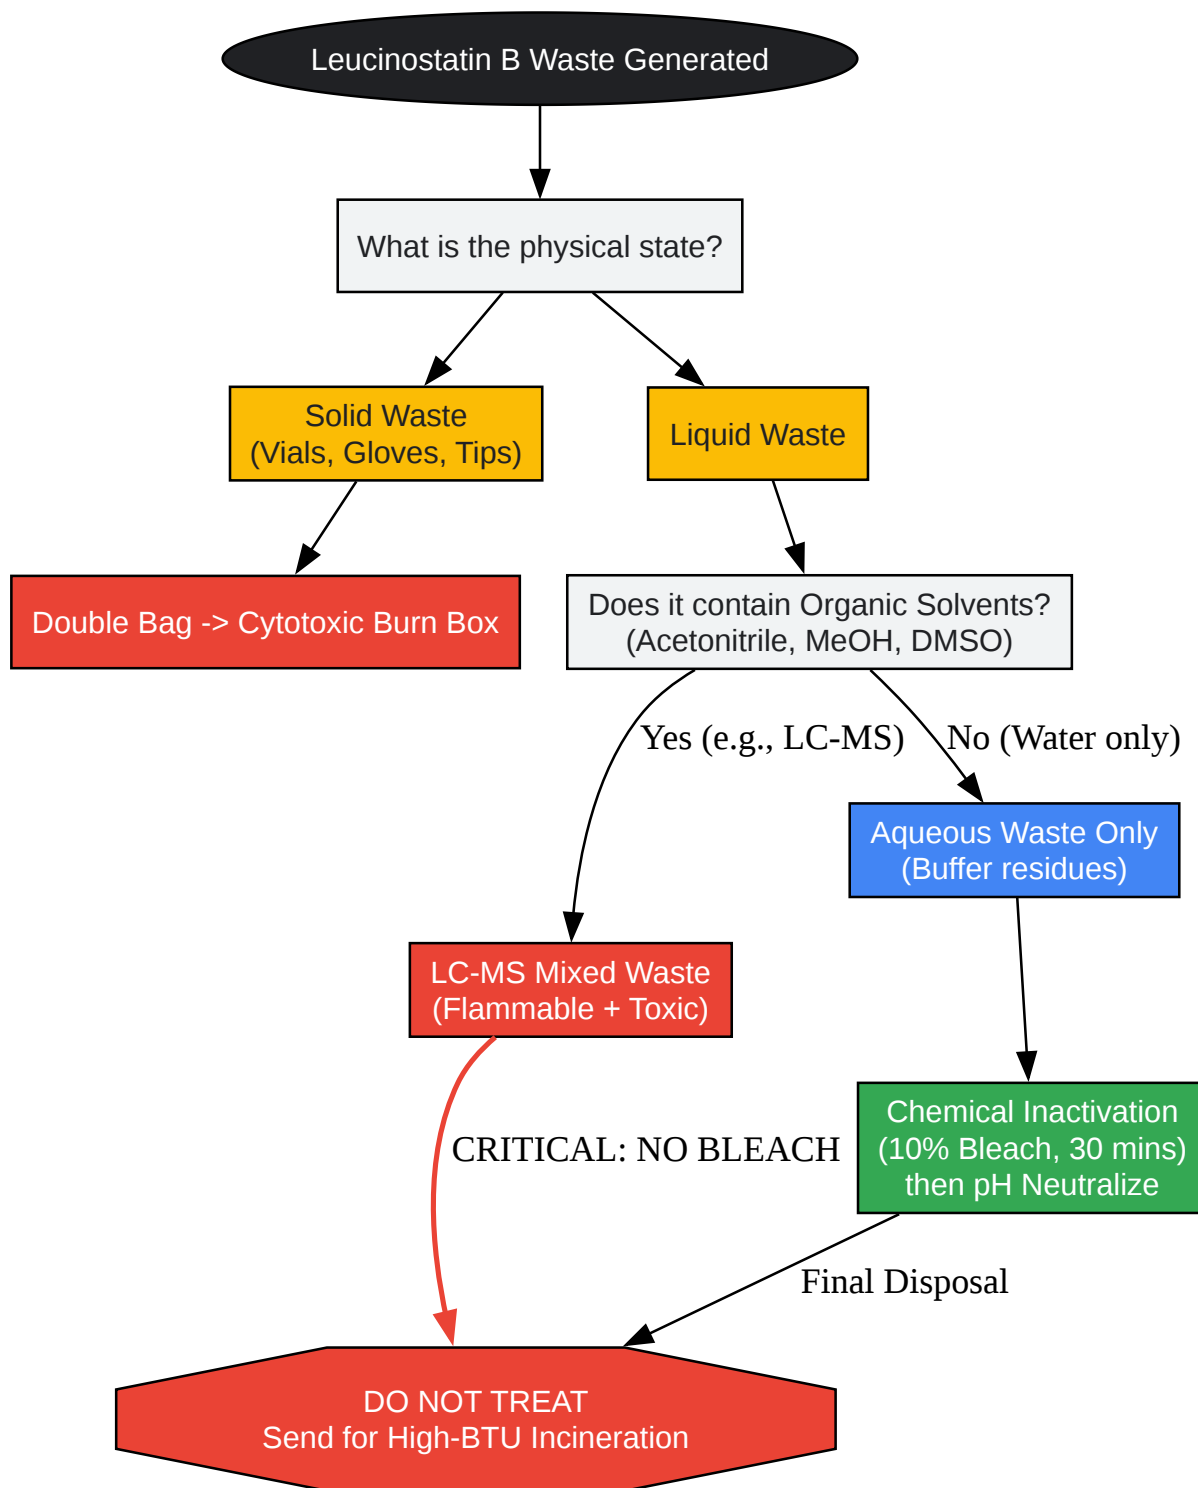 Leucinostatin B Waste Generated
What is the physical state?
Solid Waste
(Vials, Gloves, Tips)
Liquid Waste
Double Bag -> Cytotoxic Burn Box
Does it contain Organic Solvents?
(Acetonitrile, MeOH, DMSO)
Yes (e.g., LC-MS)
No (Water only)
Aqueous Waste Only
(Buffer residues)
LC-MS Mixed Waste
(Flammable + Toxic)
CRITICAL: NO BLEACH
Chemical Inactivation
(10% Bleach, 30 mins)
then pH Neutralize
Final Disposal
DO NOT TREAT
Send for High-BTU Incineration